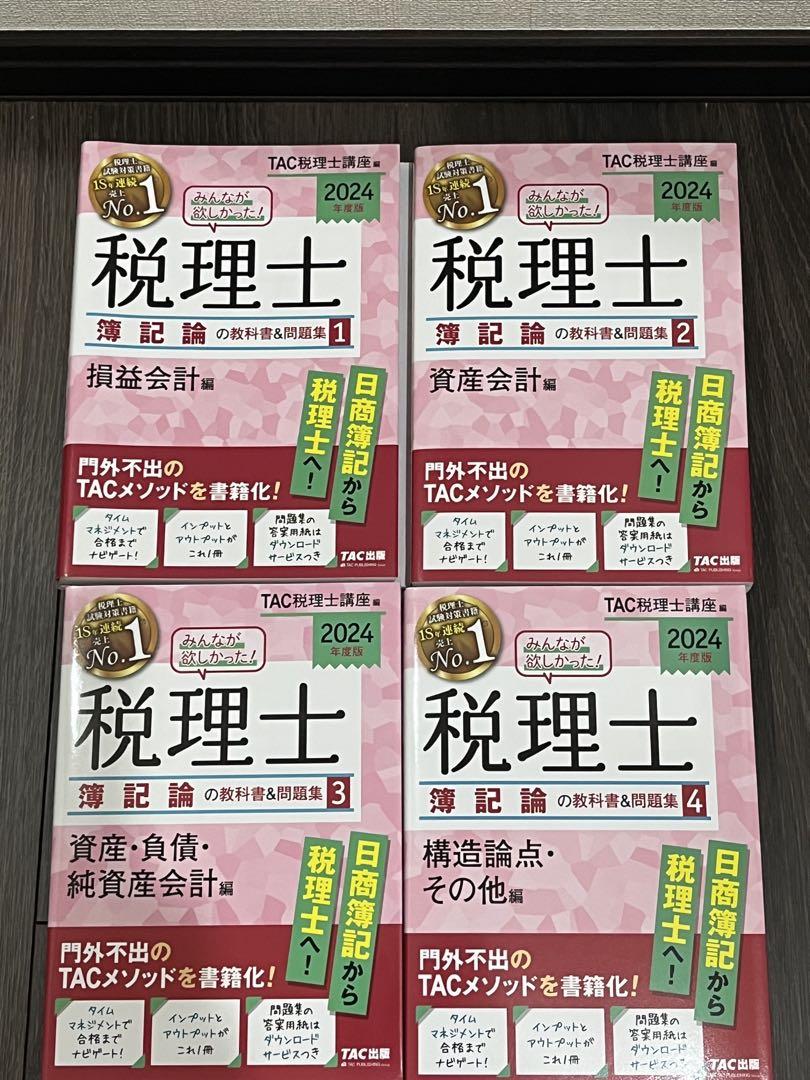 TAC税理士講座 編
税理士
試験対策書籍
15年連続
売上
No.1
みんなが
欲しかった!
2024
年度版
税理士
簿記論の教科書&問題集 1
損益会計編
日商簿記から
税理士へ!
門外不出の
TACメソッドを書籍化!
タイム
マネジメントで
合格まで
ナビゲート!
インプットと
アウトプットが
これ1冊
問題集の
答案用紙は
ダウンロード
サービスつき
TAC出版
TAC PUBLISHING Group
TAC税理士講座 編
税理士
試験対策書籍
15年連続
売上
No.1
みんなが
欲しかった!
2024
年度版
税理士
簿記論の教科書&問題集 2
資産会計編
日商簿記から
税理士へ!
門外不出の
TACメソッドを書籍化!
タイム
マネジメントで
合格まで
ナビゲート!
インプットと
アウトプットが
これ1冊
問題集の
答案用紙は
ダウンロード
サービスつき
TAC出版
TAC PUBLISHING Group
TAC税理士講座 編
税理士
試験対策書籍
15年連続
売上
No.1
みんなが
欲しかった!
2024
年度版
税理士
簿記論の教科書&問題集 3
資産・負債・
純資産会計編
日商簿記から
税理士へ!
門外不出の
TACメソッドを書籍化!
タイム
マネジメントで
合格まで
ナビゲート!
インプットと
アウトプットが
これ1冊
問題集の
答案用紙は
ダウンロード
サービスつき
TAC出版
TAC PUBLISHING Group
TAC税理士講座 編
税理士
試験対策書籍
15年連続
売上
No.1
みんなが
欲しかった!
2024
年度版
税理士
簿記論の教科書&問題集 4
構造論点・
その他編
日商簿記から
税理士へ!
門外不出の
TACメソッドを書籍化!
タイム
マネジメントで
合格まで
ナビゲート!
インプットと
アウトプットが
これ1冊
問題集の
答案用紙は
ダウンロード
サービスつき
TAC出版
TAC PUBLISHING Group